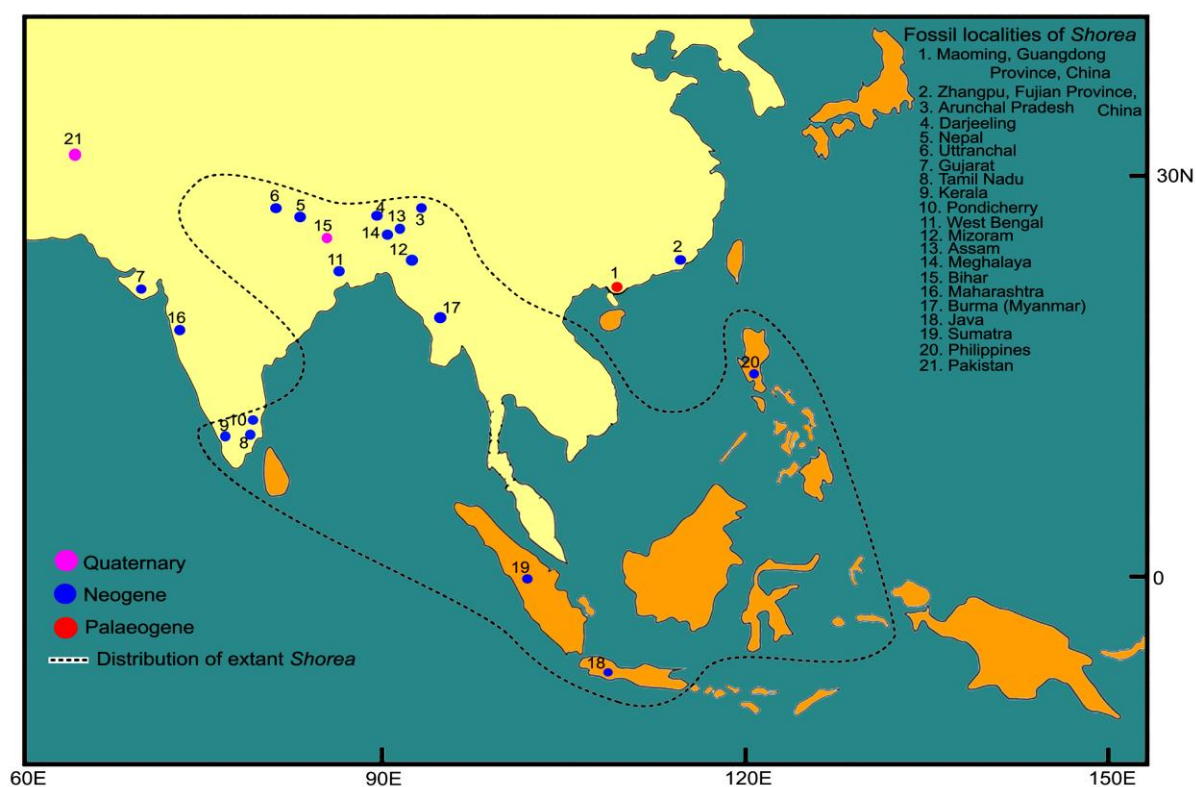 Fossil localities of Shorea
1. Maoming, Guangdong
Province, China
2. Zhangpu, Fujian Province,
China
3. Arunchal Pradesh
4. Darjeeling
5. Nepal
6. Uttranchal
7. Gujarat
8. Tamil Nadu
9. Kerala
10. Pondicherry
11. West Bengal
12. Mizoram
13. Assam
14. Meghalaya
15. Bihar
16. Maharashtra
17. Burma (Myanmar)
18. Java
19. Sumatra
20. Philippines
21. Pakistan
21
30N
6
5
4
13
3
15
14
12
2
11
1
7
17
16
20
10
9
8
Quaternary
19
0
Neogene
Palaeogene
Distribution of extant Shorea
18
60E
90E
120E
150E